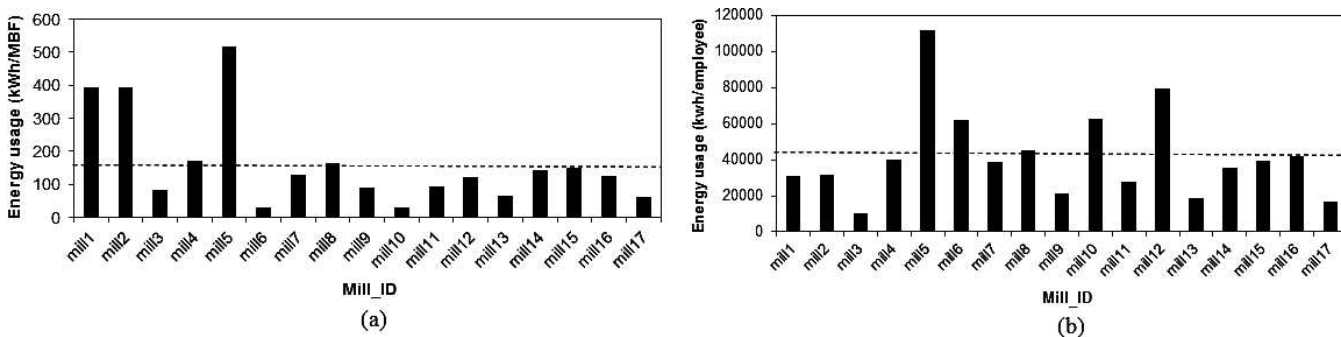 Energy usage (kWh/MBF)
600
500
400
300
200
100
0
mill1 mill2 mill3 mill4 mill5 mill6 mill7 mill8 mill9 mill10 mill11 mill12 mill13 mill14 mill15 mill16 mill17
Mill_ID
(a)
Energy usage (kwh/employee)
120000
100000
80000
60000
40000
20000
0
mill1 mill2 mill3 mill4 mill5 mill6 mill7 mill8 mill9 mill10 mill11 mill12 mill13 mill14 mill15 mill16 mill17
Mill_ID
(b)